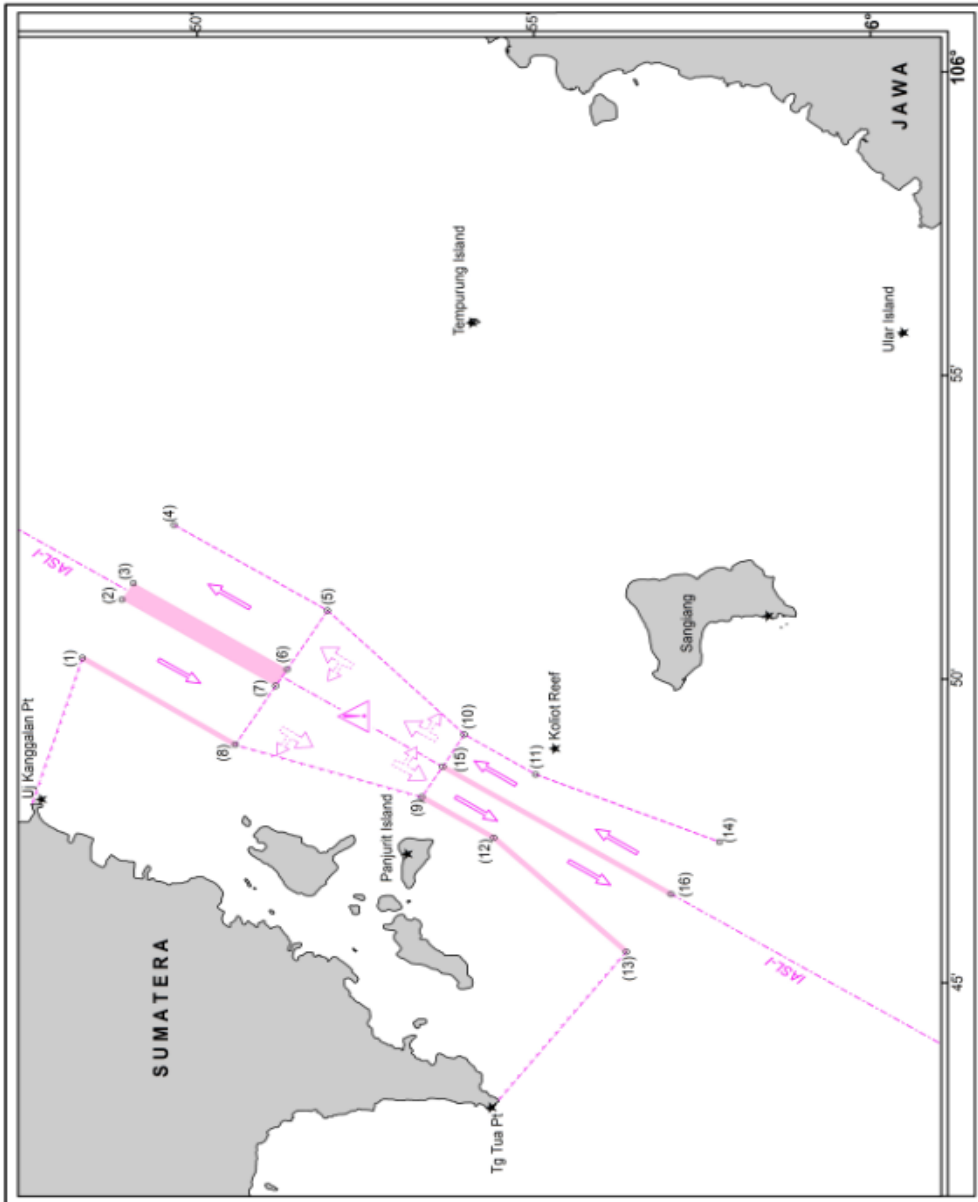 Uj Kanggalan Pt
IASL-I
(1)
(2)
(3)
SUMATERA
(4)
50'
(8)
(7)
(6)
(5)
!
Panjurit Island
(9)
(15)
Tempurung Island
(10)
(12)
Tg Tua Pt
(11)
55'
Koliot Reef
(13)
Sangiang
(16)
(14)
IASL-I
6°
Ular Island
JAWA
45'
50'
55'
106°